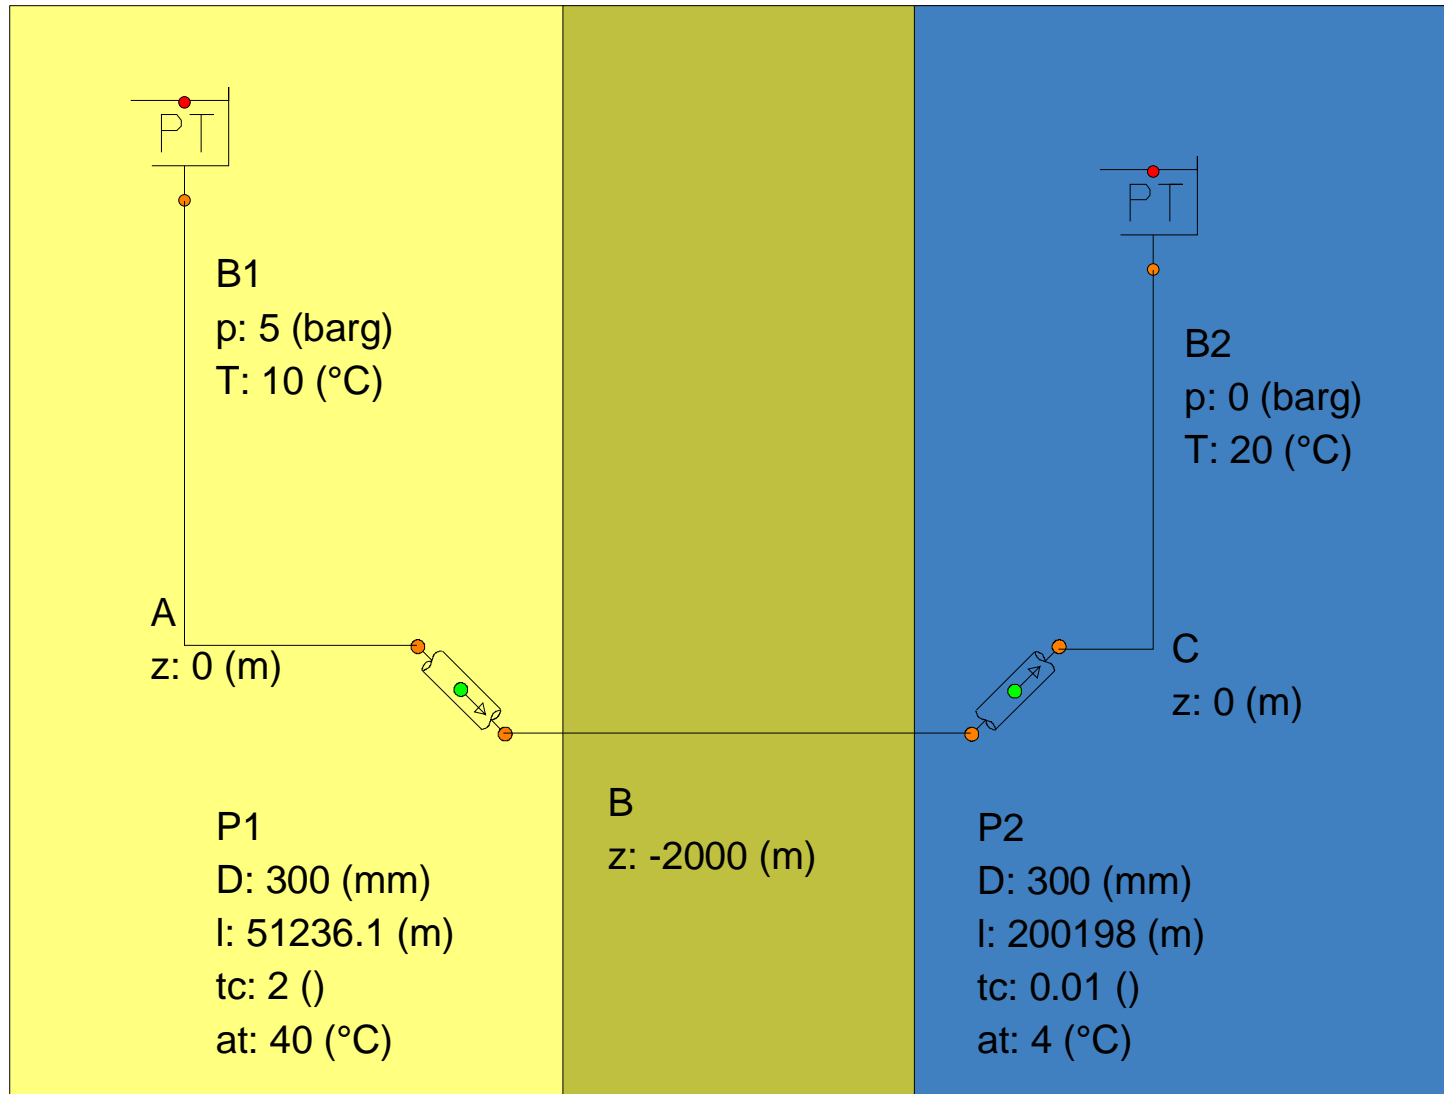 PT
B1
p: 5 (barg)
T: 10 (°C)
PT
B2
p: 0 (barg)
T: 20 (°C)
A
z: 0 (m)
C
z: 0 (m)
B
z: -2000 (m)
P1
D: 300 (mm)
l: 51236.1 (m)
tc: 2 ()
at: 40 (°C)
P2
D: 300 (mm)
l: 200198 (m)
tc: 0.01 ()
at: 4 (°C)